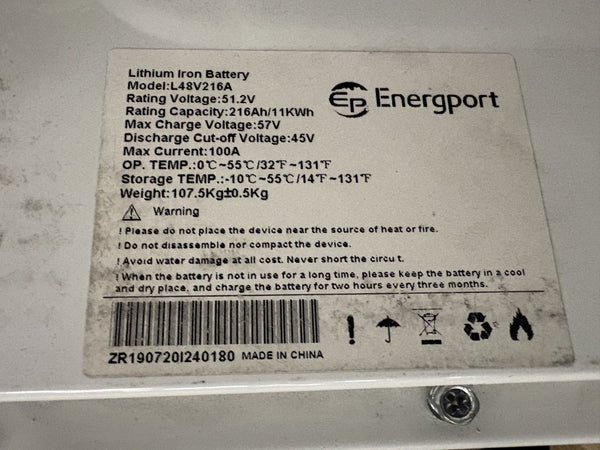 Lithium Iron Battery
Model:L48V216A
Rating Voltage:51.2V
Rating Capacity:216Ah/11KWh
Max Charge Voltage:57V
Discharge Cut-off Voltage:45V
Max Current:100A
OP. TEMP.:0℃~55℃/32℉~131℉
Storage TEMP.:-10℃~55℃/14℉~131℉
Weight:107.5Kg±0.5Kg
EP Energport
Warning
! Please do not place the device near the source of heat or fire.
! Do not disassemble nor compact the device.
! Avoid water damage at all cost. Never short the circu t.
! When the battery is not in use for a long time, please keep the battery in a cool
and dry place, and charge the battery for two hours every three months.
ZR190720I240180 MADE IN CHINA